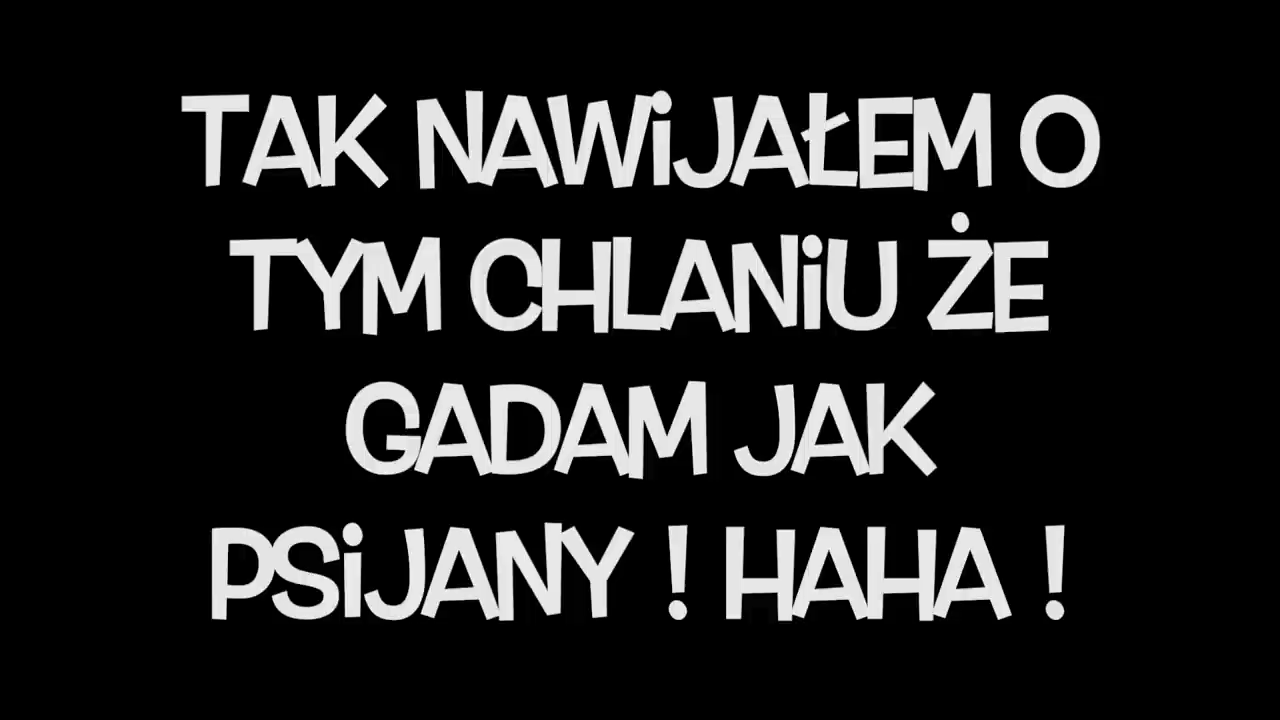 TAK NAWiJAŁEM O
TYM CHLANiU ŻE
GADAM JAK
PSiJANY ! HAHA !